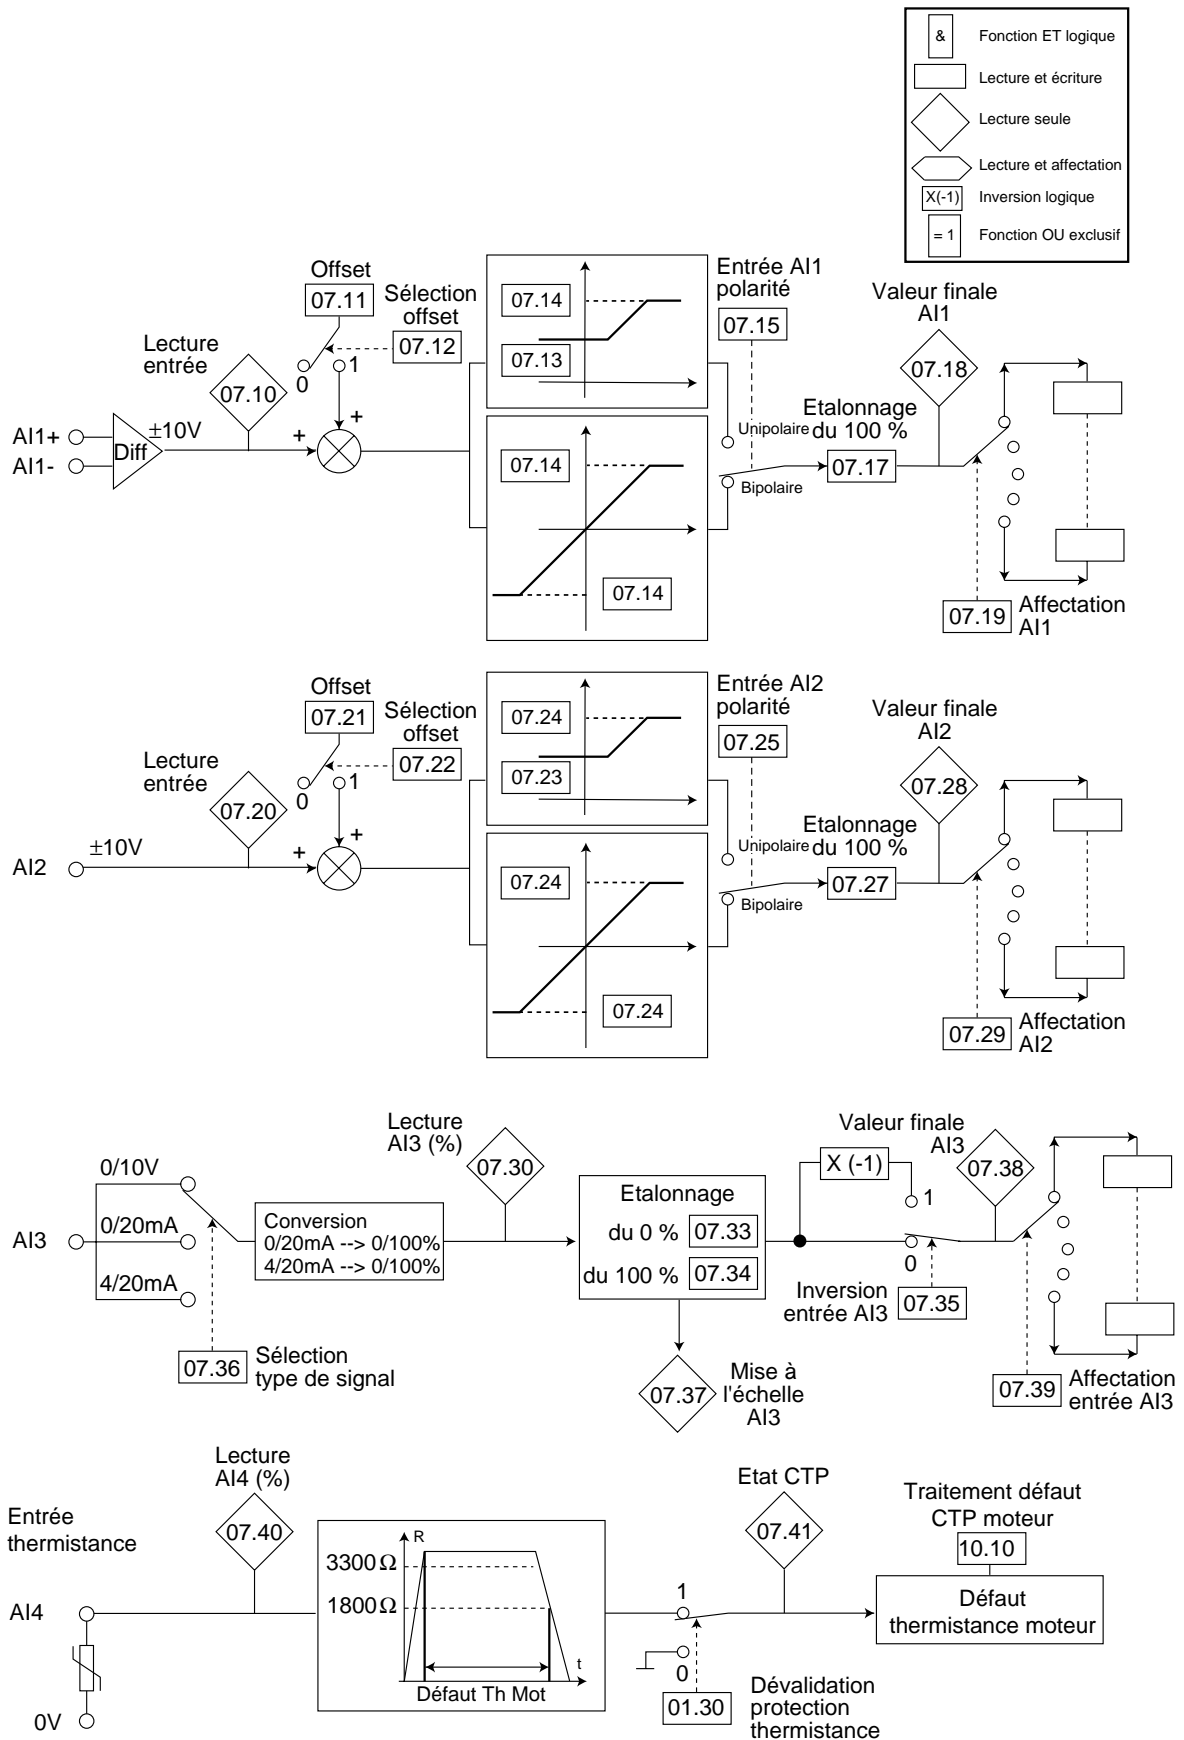 &
Fonction ET logique
Lecture et écriture
Lecture seule
Lecture et affectation
X(-1)
Inversion logique
= 1
Fonction OU exclusif
Offset
07.11
Sélection
offset
07.12
Lecture
entrée
07.10
0
1
AI1+
AI1-
Diff
±10V
+
+
07.14
07.13
07.14
07.14
Entrée AI1
polarité
07.15
Unipolaire
Bipolaire
Etalonnage
du 100 %
07.17
Valeur finale
AI1
07.18
07.19
Affectation
AI1
Offset
07.21
Sélection
offset
07.22
Lecture
entrée
07.20
0
1
AI2
±10V
+
+
07.24
07.23
07.24
07.24
Entrée AI2
polarité
07.25
Unipolaire
Bipolaire
Etalonnage
du 100 %
07.27
Valeur finale
AI2
07.28
07.29
Affectation
AI2
AI3
0/10V
0/20mA
4/20mA
07.36
Sélection
type de signal
Conversion
0/20mA --> 0/100%
4/20mA --> 0/100%
Lecture
AI3 (%)
07.30
Etalonnage
du 0 %
07.33
du 100 %
07.34
07.37
Mise à
l'échelle
AI3
X (-1)
1
0
Inversion
entrée AI3
07.35
Valeur finale
AI3
07.38
07.39
Affectation
entrée AI3
Entrée
thermistance
AI4
0V
Lecture
AI4 (%)
07.40
R
3300Ω
1800Ω
t
Défaut Th Mot
1
0
01.30
Dévalidation
protection
thermistance
Etat CTP
07.41
Traitement défaut
CTP moteur
10.10
Défaut
thermistance moteur